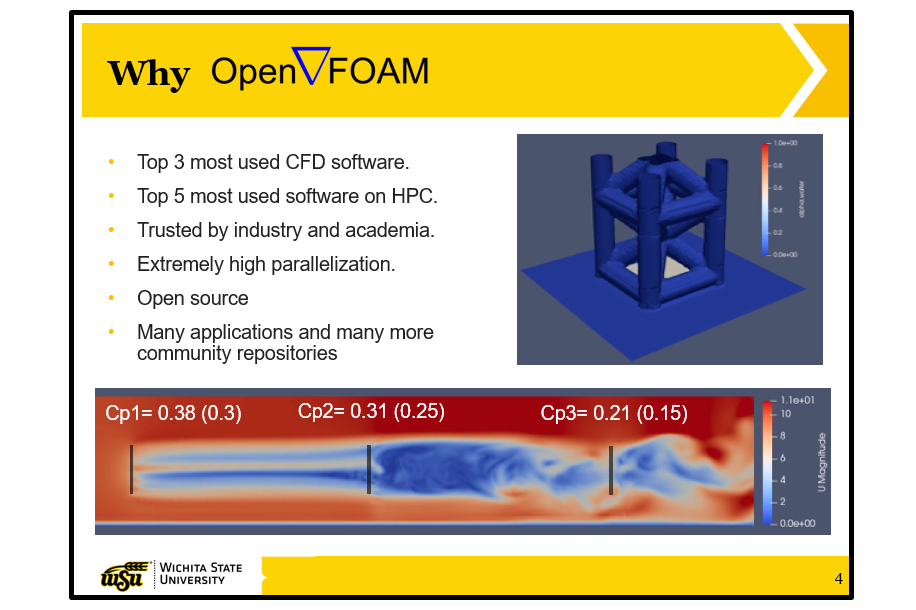 Why Open∇FOAM
• Top 3 most used CFD software.
• Top 5 most used software on HPC.
• Trusted by industry and academia.
• Extremely high parallelization.
• Open source
• Many applications and many more
community repositories
1.0e+00
0.8
0.6
0.4
0.2
0.0e+00
alpha.water
Cp1= 0.38 (0.3)
Cp2= 0.31 (0.25)
Cp3= 0.21 (0.15)
1.1e+01
10
8
6
4
2
0.0e+00
U Magnitude
WSU
WICHITA STATE
UNIVERSITY
4